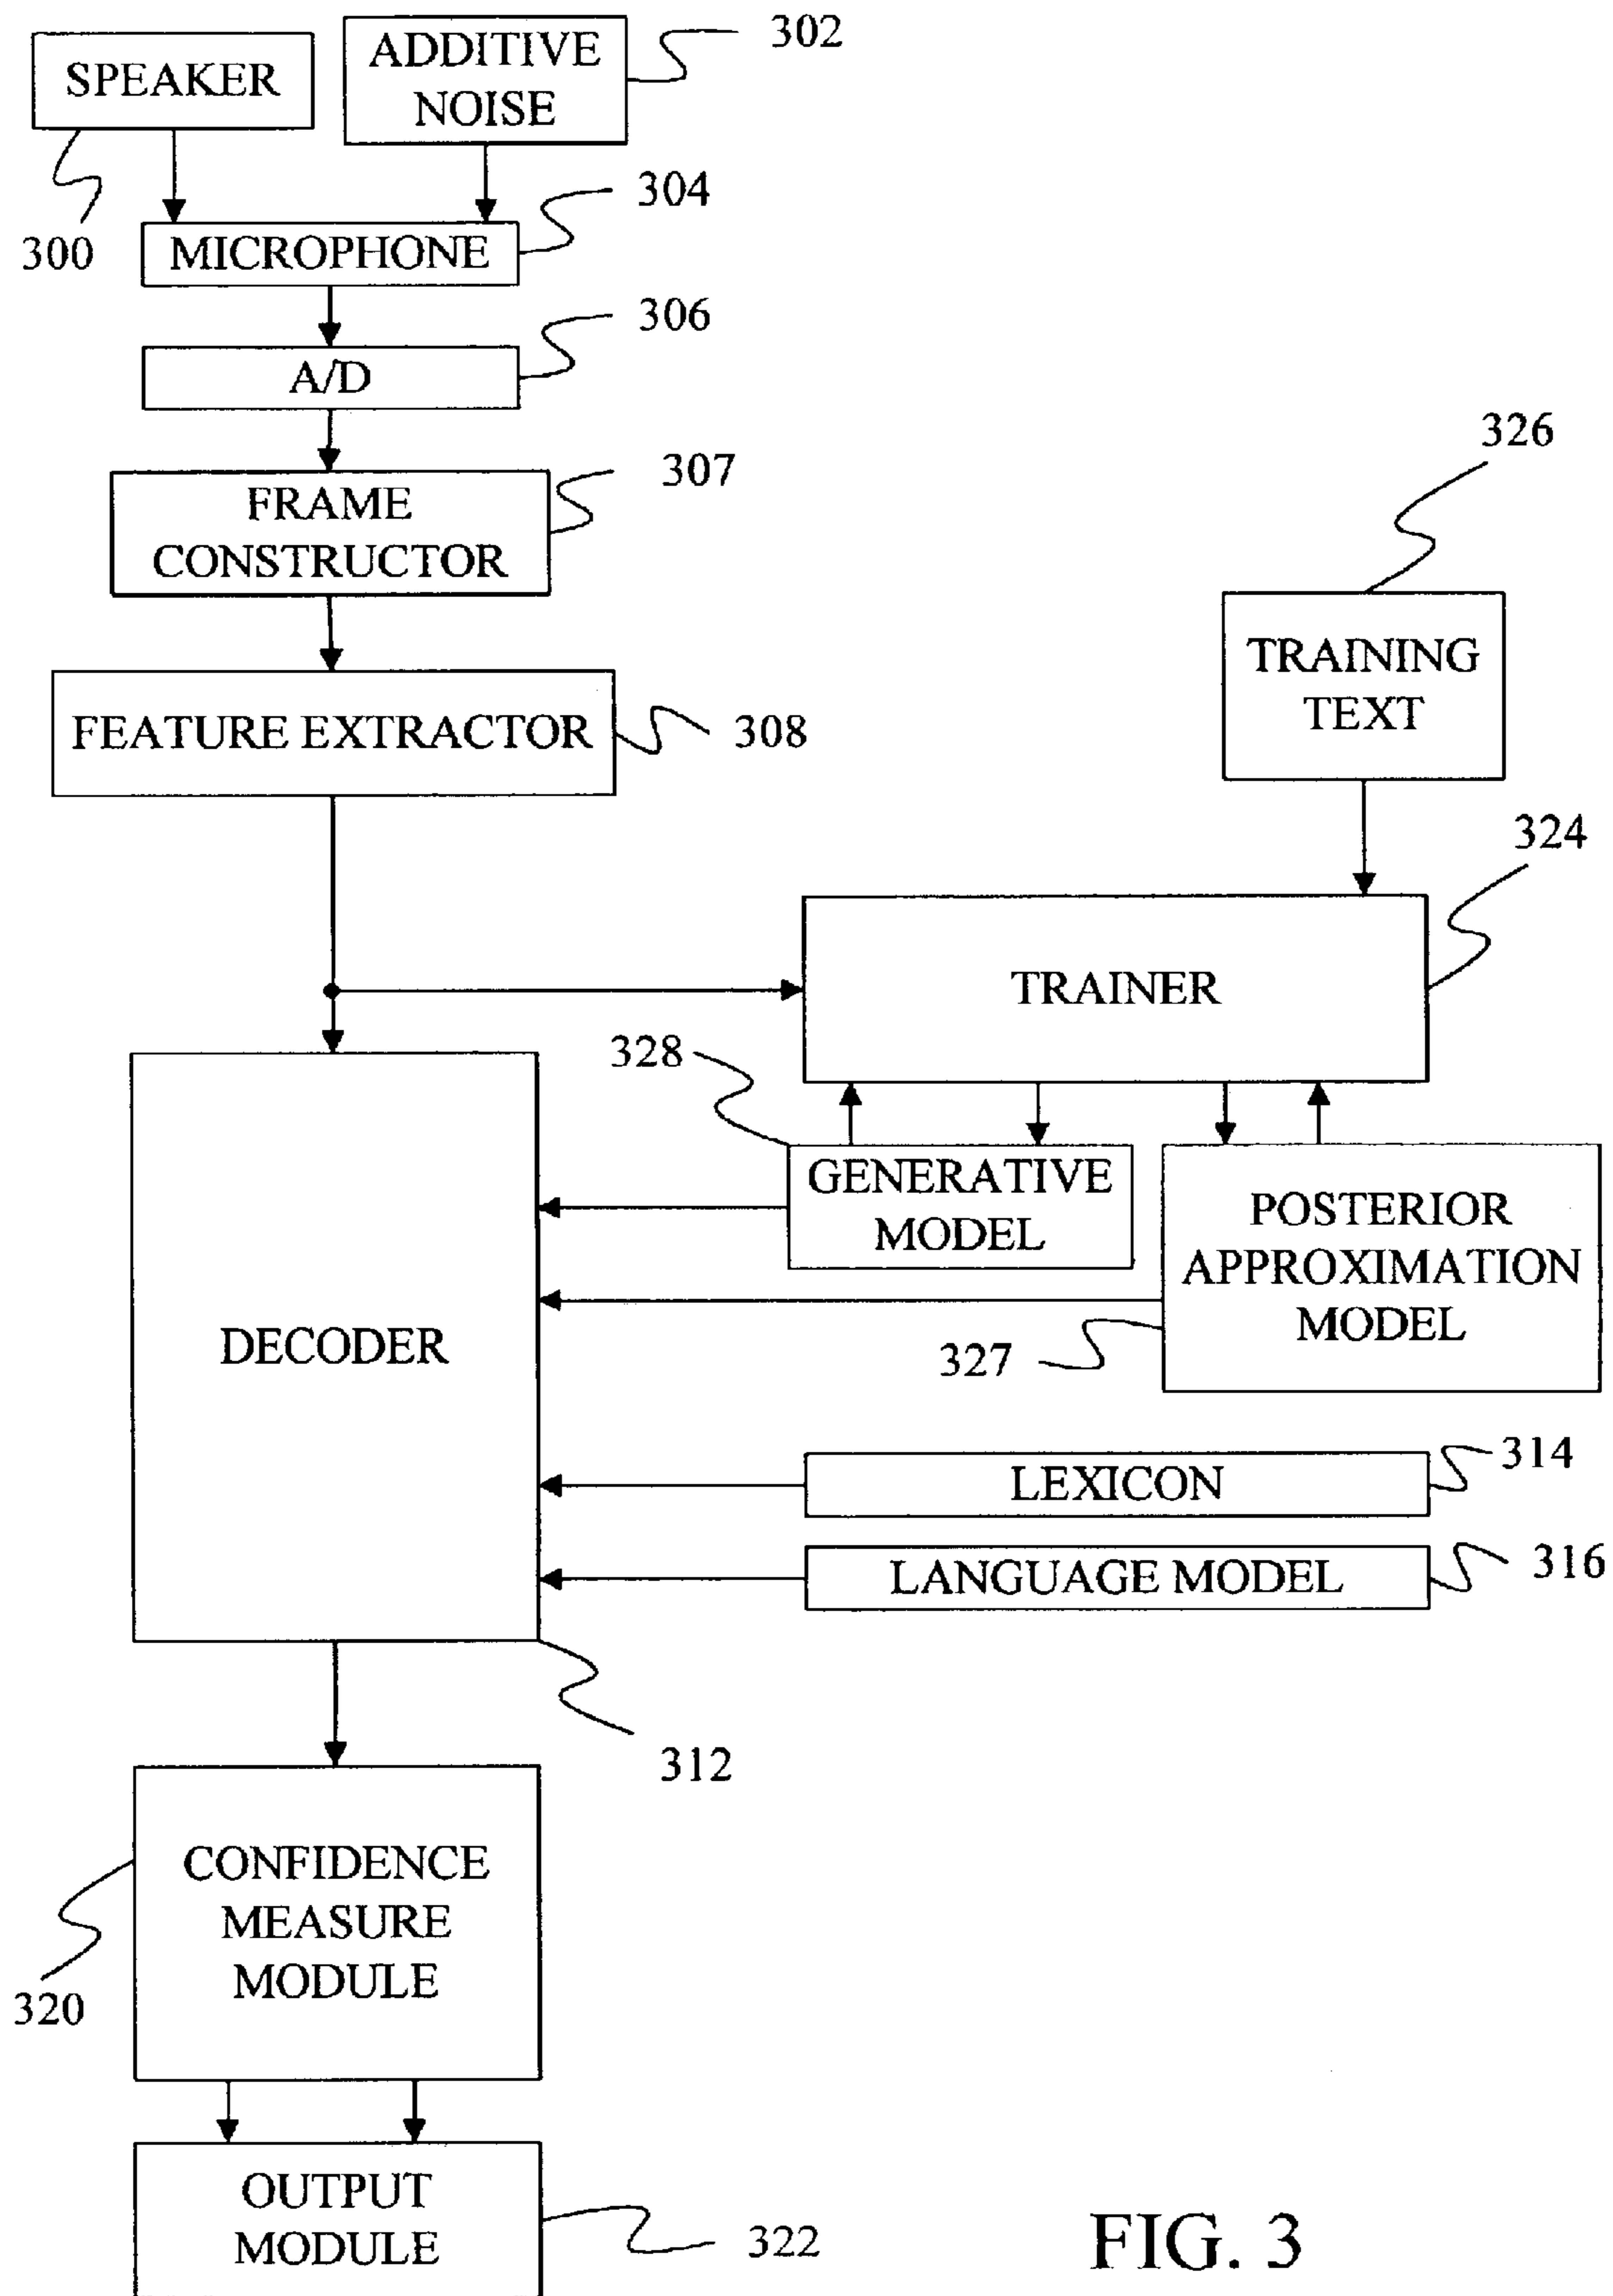 SPEAKER
ADDITIVE
NOISE
302
300
304
MICROPHONE
306
A/D
307
FRAME
CONSTRUCTOR
326
FEATURE EXTRACTOR
308
TRAINING
TEXT
324
TRAINER
328
GENERATIVE
MODEL
POSTERIOR
APPROXIMATION
MODEL
DECODER
327
314
LEXICON
LANGUAGE MODEL
316
312
CONFIDENCE
MEASURE
MODULE
320
OUTPUT
MODULE
322
FIG. 3